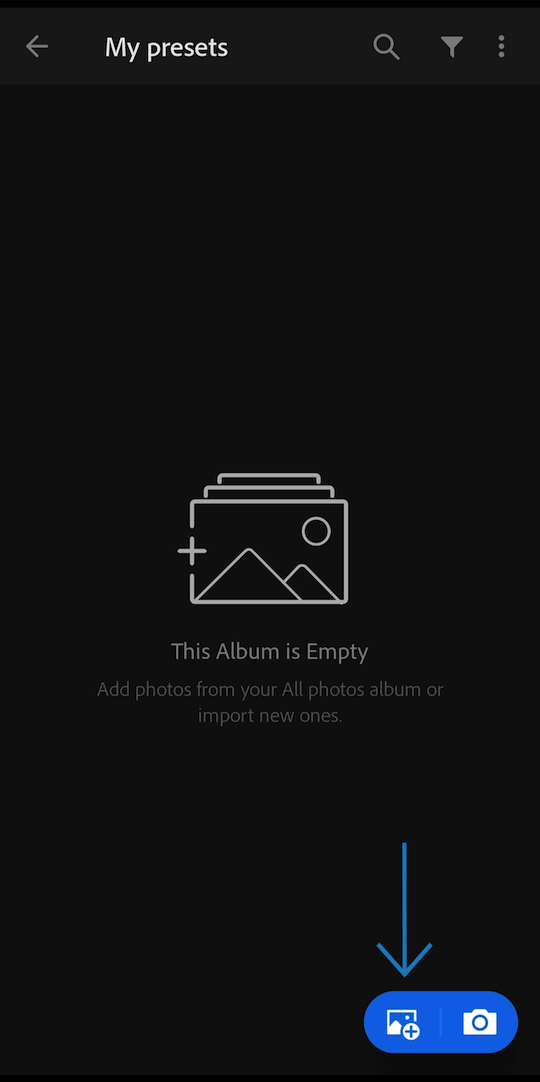 My presets
This Album is Empty
Add photos from your All photos album or
import new ones.